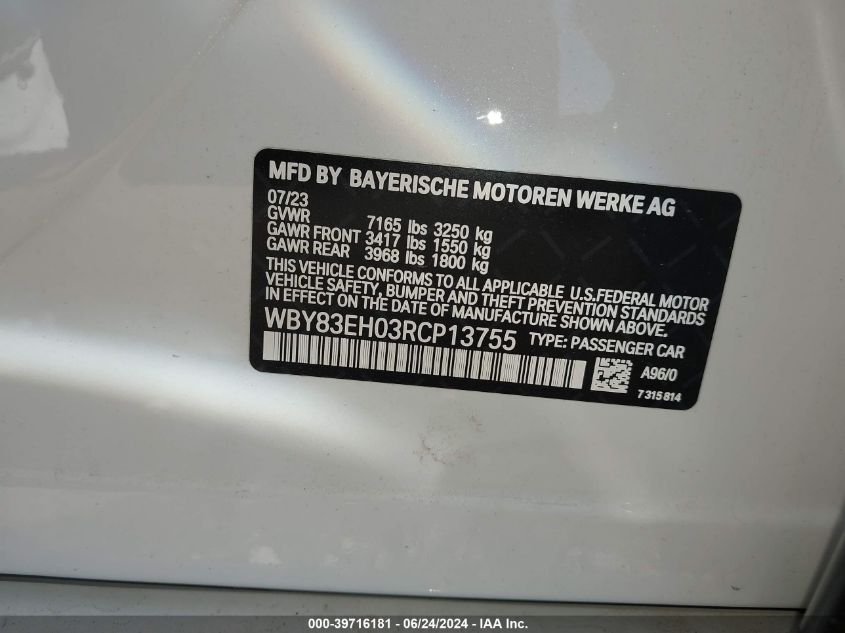 MFD BY BAYERISCHE MOTOREN WERKE AG
07/23
GVWR 7165 lbs 3250 kg
GAWR FRONT 3417 lbs 1550 kg
GAWR REAR 3968 lbs 1800 kg
THIS VEHICLE CONFORMS TO ALL APPLICABLE U.S.FEDERAL MOTOR
VEHICLE SAFETY, BUMPER AND THEFT PREVENTION STANDARDS
IN EFFECT ON THE DATE OF MANUFACTURE SHOWN ABOVE.
WBY83EH03RCP13755 TYPE: PASSENGER CAR
A96/0
7 315 814
000-39716181 / 06/24/2024 - IAA Inc.